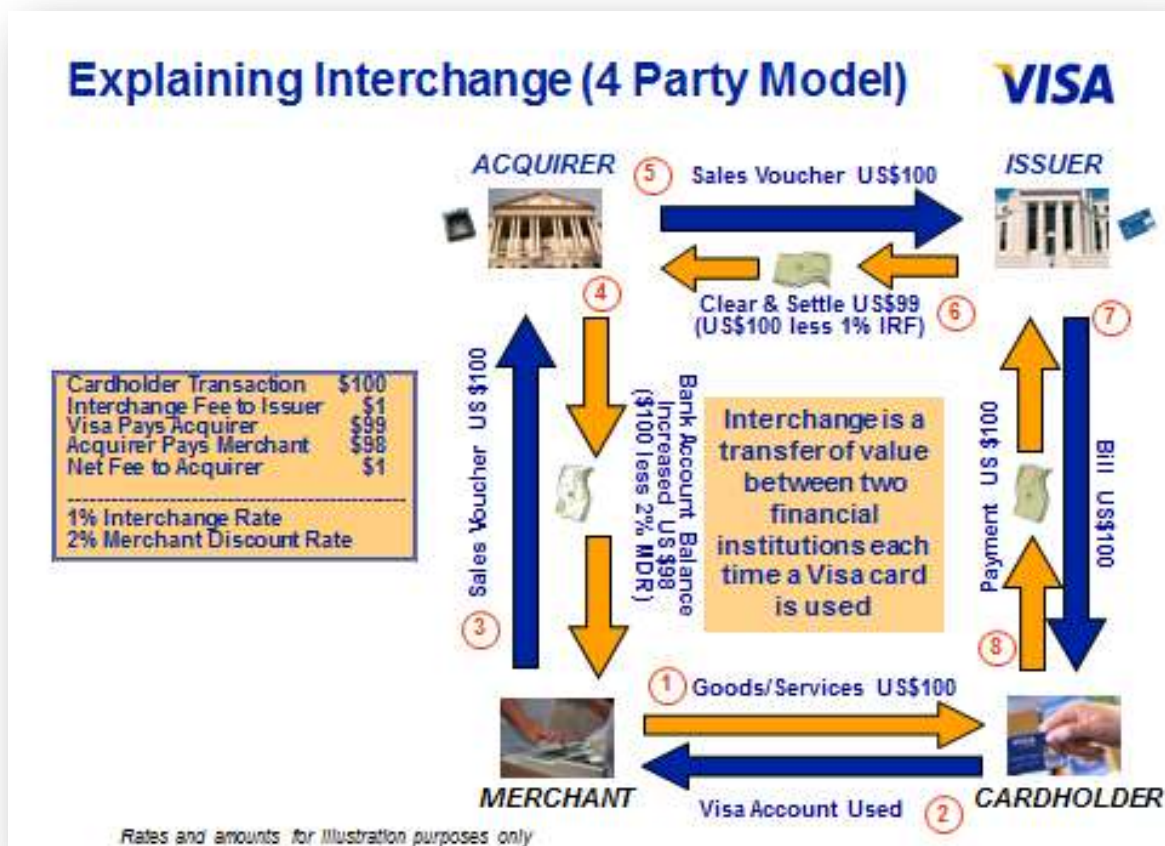 Explaining Interchange (4 Party Model)
VISA
ACQUIRER
5
Sales Voucher US$100
ISSUER
4
Clear & Settle US$99
(US$100 less 1% IRF)
6
7
Cardholder Transaction $100
Interchange Fee to Issuer $1
Visa Pays Acquirer $99
Acquirer Pays Merchant $98
Net Fee to Acquirer $1
----------------------------------------------
1% Interchange Rate
2% Merchant Discount Rate
Sales Voucher US $100
3
Bank Account Balance
Increased US $98
($100 less 2% MDR)
Interchange is a
transfer of value
between two
financial
institutions each
time a Visa card
is used
Payment US $100
Bill US$100
8
1
Goods/Services US$100
MERCHANT
Visa Account Used
2
CARDHOLDER
Rates and amounts for illustration purposes only